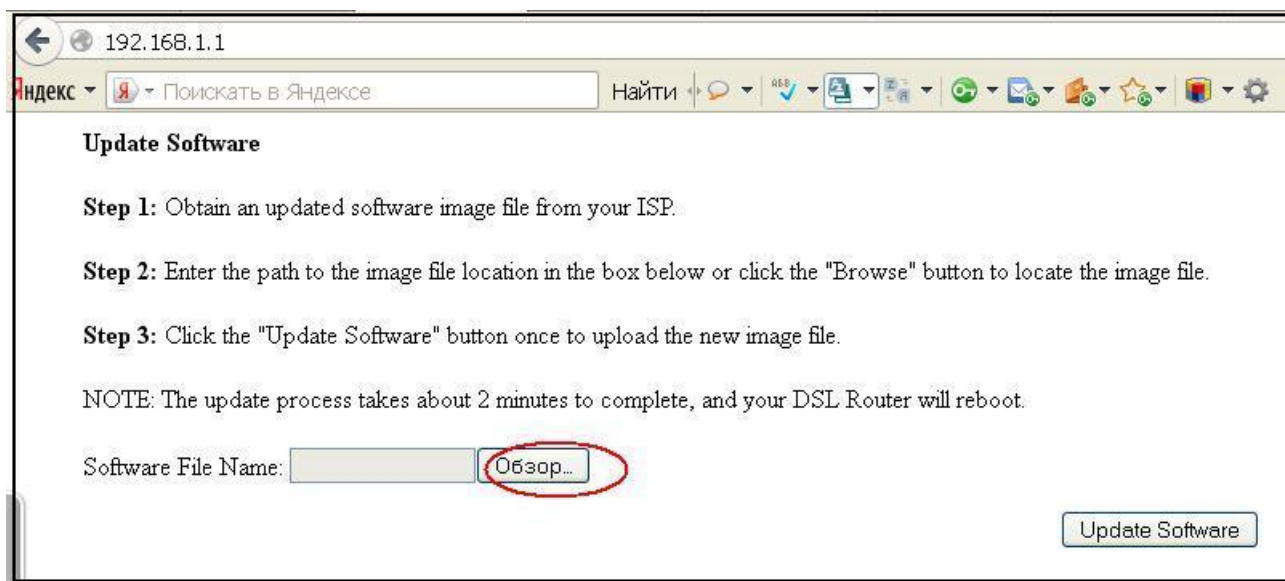 192.168.1.1
Яндекс Я Поискать в Яндексе Найти
Update Software
Step 1: Obtain an updated software image file from your ISP.
Step 2: Enter the path to the image file location in the box below or click the "Browse" button to locate the image file.
Step 3: Click the "Update Software" button once to upload the new image file.
NOTE: The update process takes about 2 minutes to complete, and your DSL Router will reboot.
Software File Name: Обзор...
Update Software